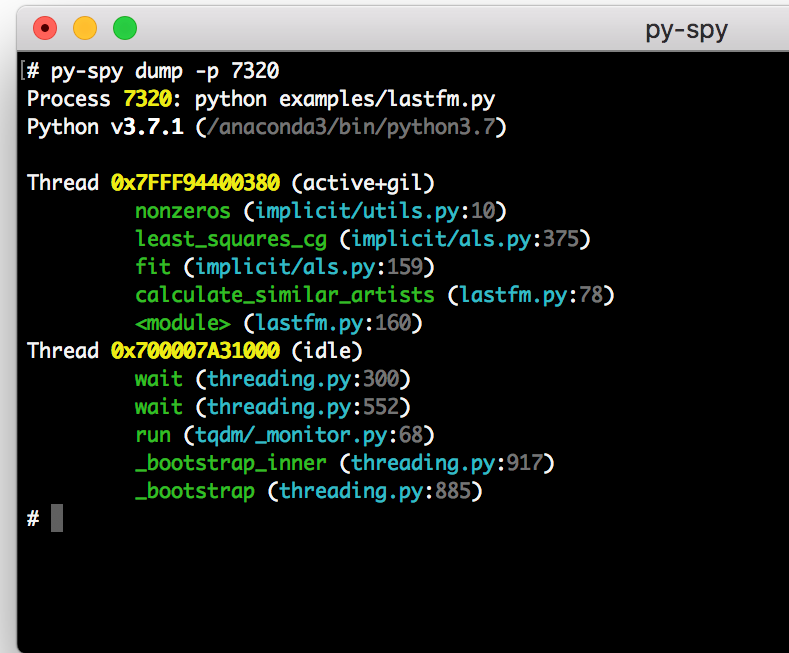 py-spy
[# py-spy dump -p 7320
Process 7320: python examples/lastfm.py
Python v3.7.1 (/anaconda3/bin/python3.7)
Thread 0x7FFF94400380 (active+gil)
nonzeros (implicit/utils.py:10)
least_squares_cg (implicit/als.py:375)
fit (implicit/als.py:159)
calculate_similar_artists (lastfm.py:78)
<module> (lastfm.py:160)
Thread 0x700007A31000 (idle)
wait (threading.py:300)
wait (threading.py:552)
run (tqdm/_monitor.py:68)
_bootstrap_inner (threading.py:917)
_bootstrap (threading.py:885)
#